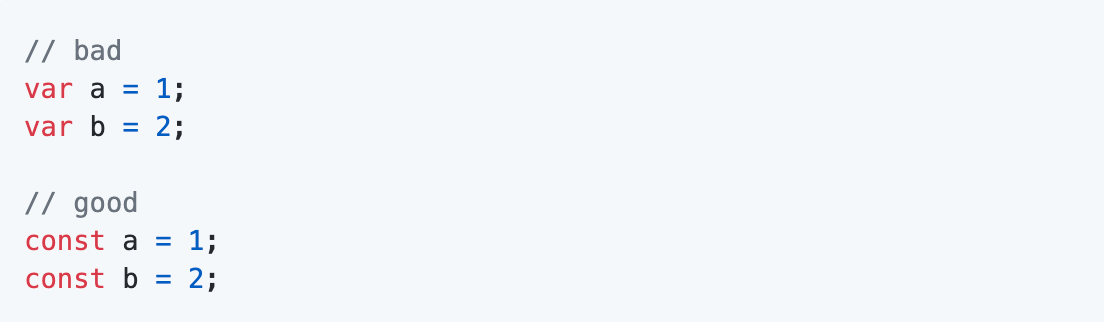 // bad
var a = 1;
var b = 2;
// good
const a = 1;
const b = 2;